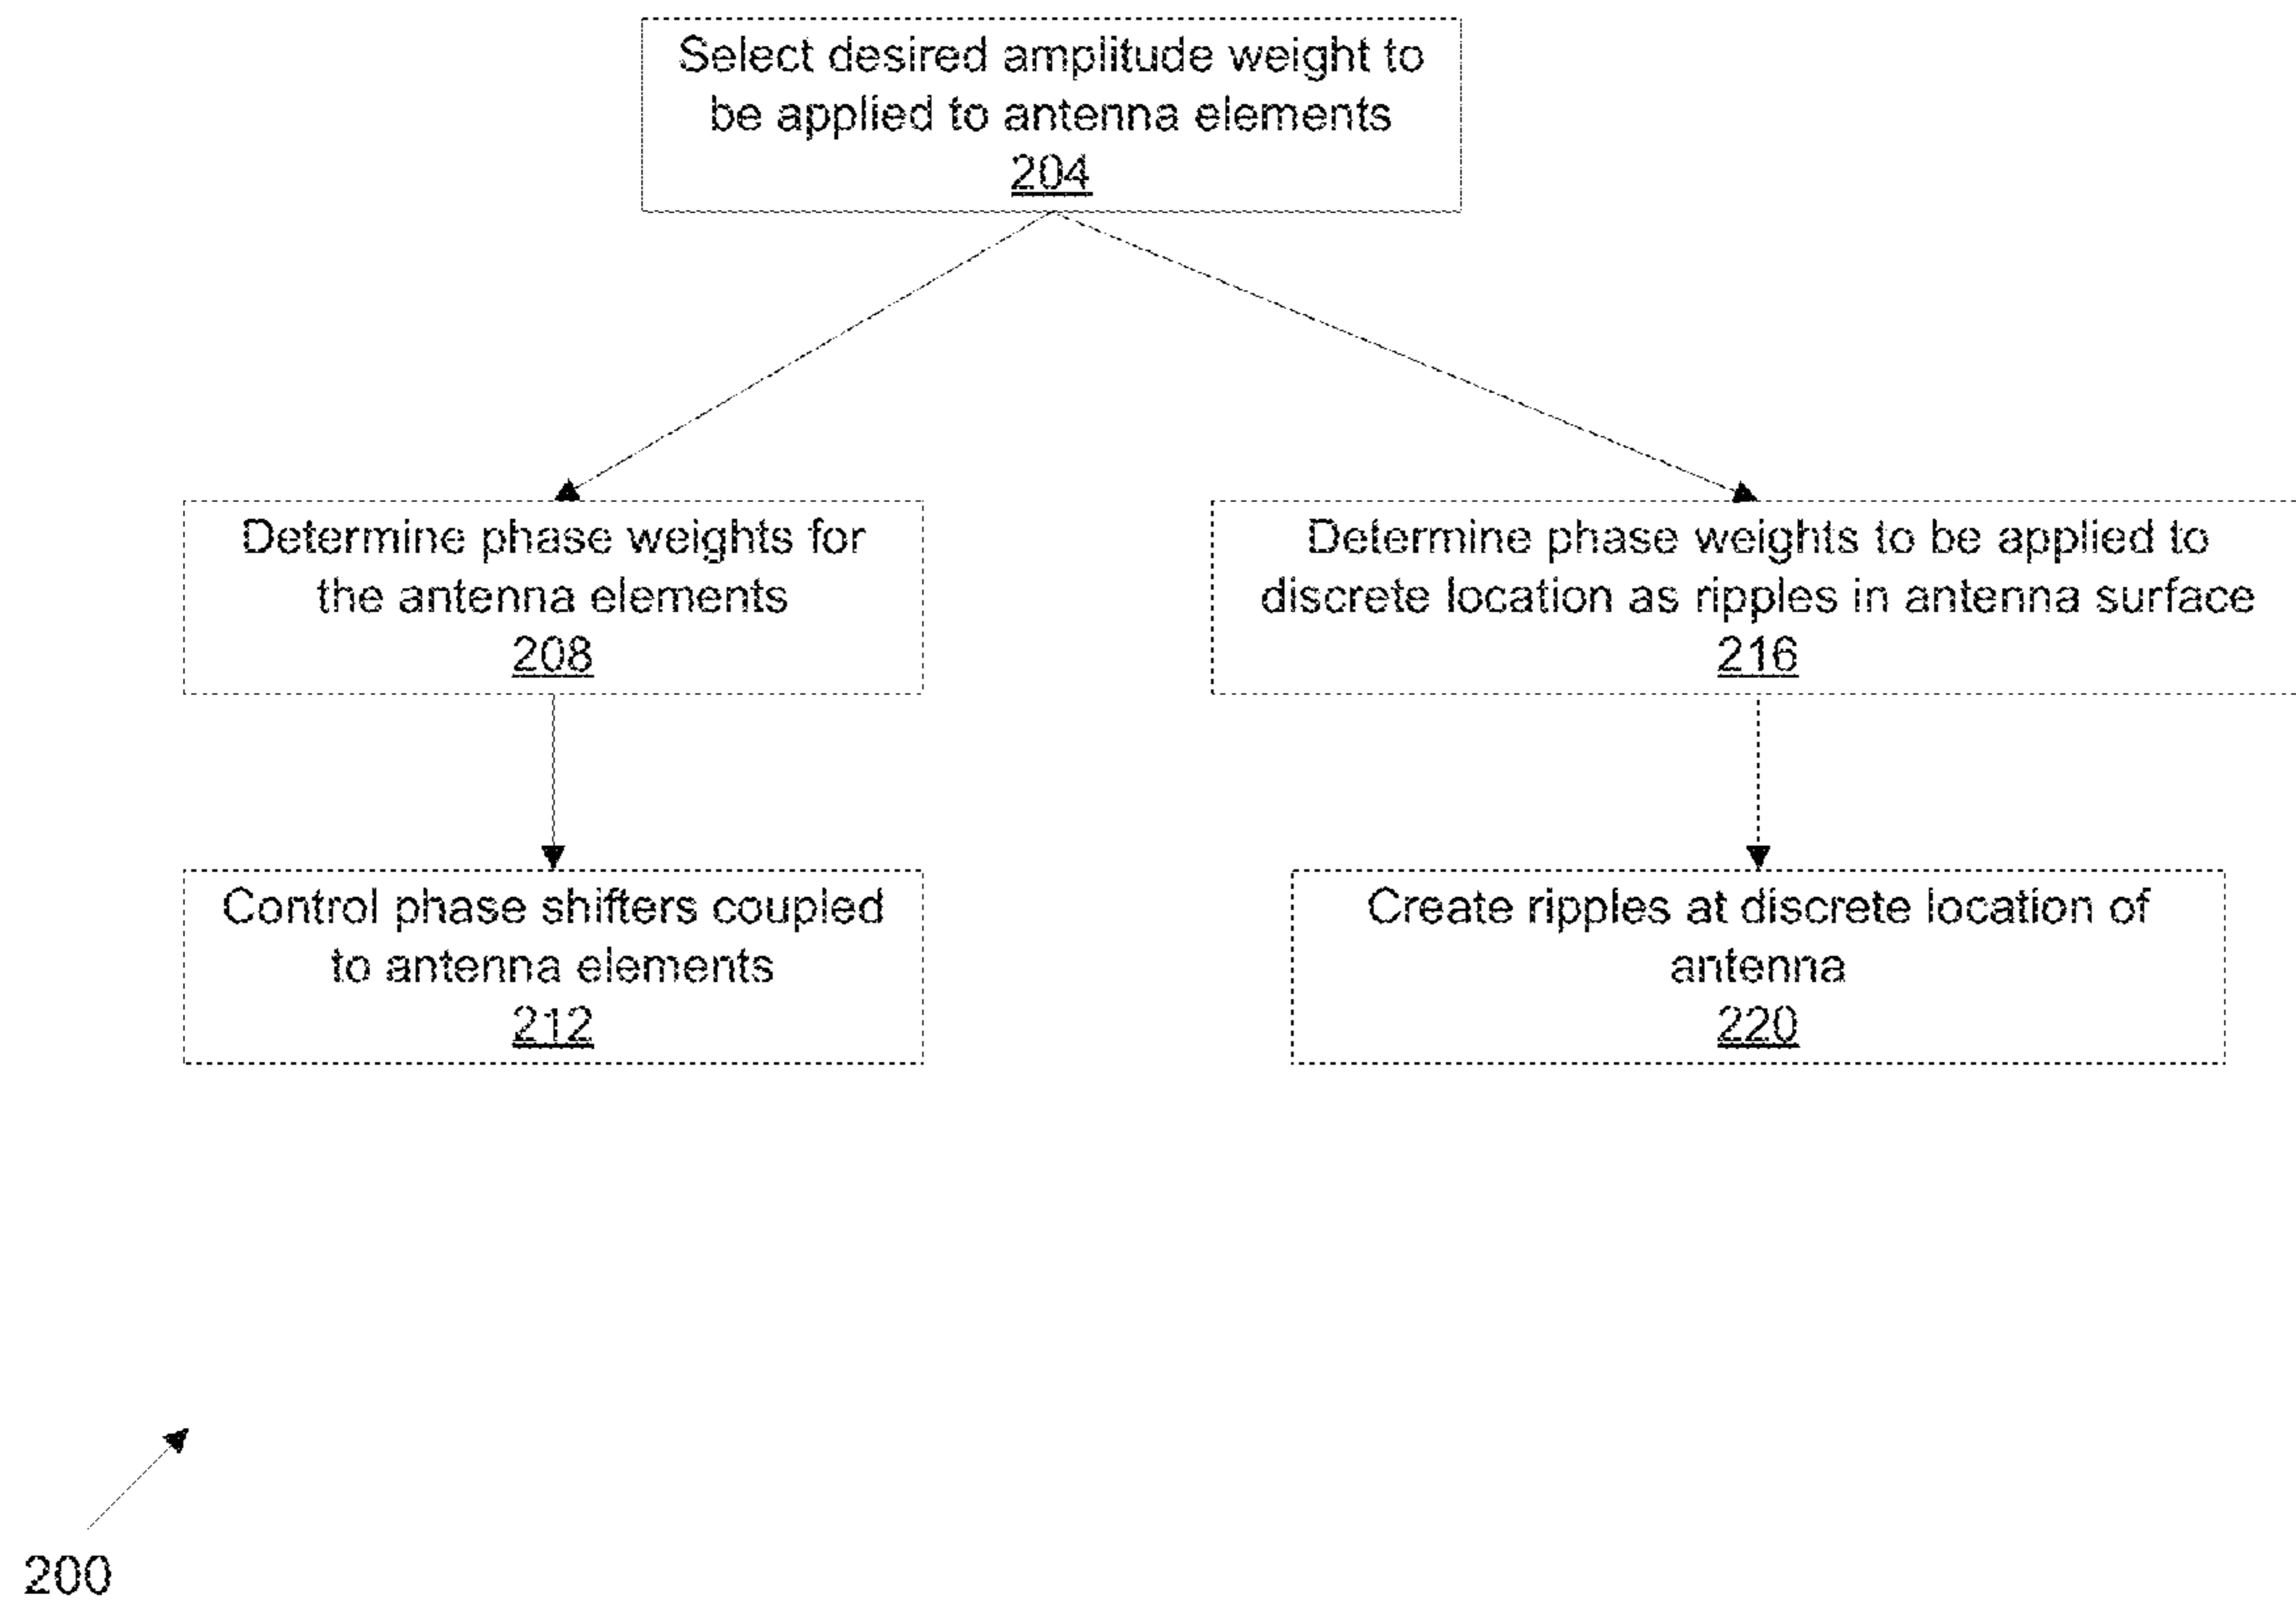 Select desired amplitude weight to
be applied to antenna elements
204
Determine phase weights for
the antenna elements
208
Determine phase weights to be applied to
discrete location as ripples in antenna surface
216
Control phase shifters coupled
to antenna elements
212
Create ripples at discrete location of
antenna
220
200